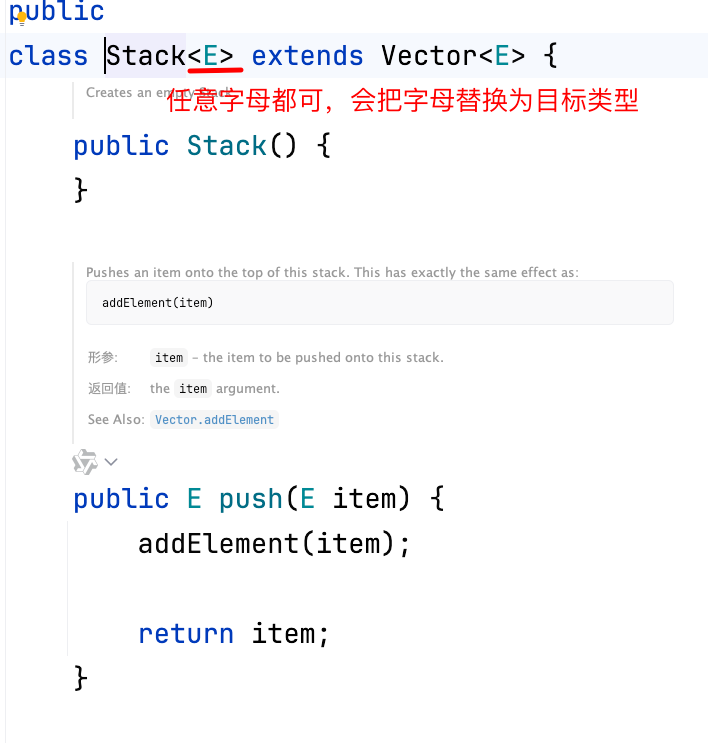 public
class Stack<E> extends Vector<E> {
Creates an empty Stack.
任意字母都可，会把字母替换为目标类型
public Stack() {
}
Pushes an item onto the top of this stack. This has exactly the same effect as:
addElement(item)
形参: item – the item to be pushed onto this stack.
返回值: the item argument.
See Also: Vector.addElement
public E push(E item) {
addElement(item);
return item;
}